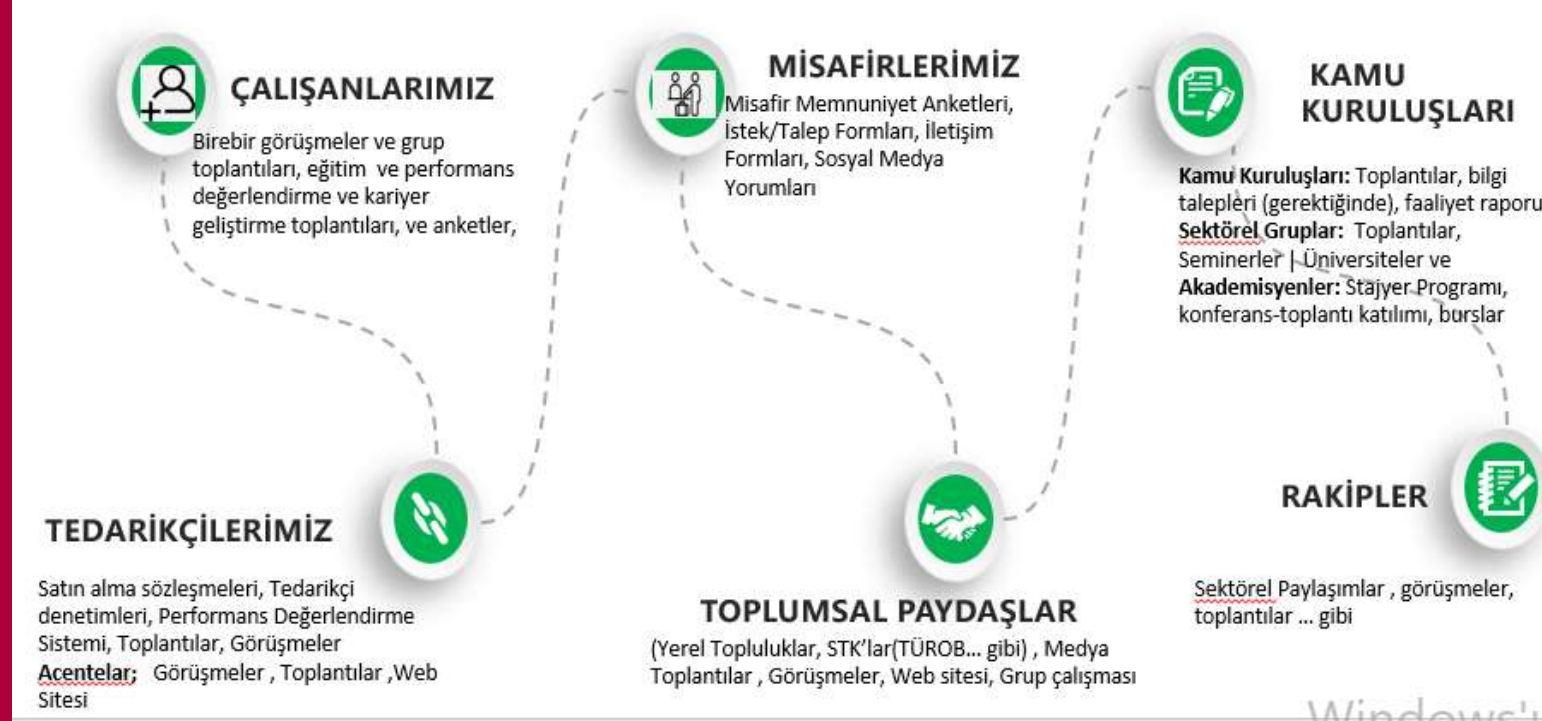 ÇALIŞANLARIMIZ
Birebir görüşmeler ve grup
toplantıları, eğitim ve performans
değerlendirme ve kariyer
geliştirme toplantıları, ve anketler,
MİSAFİRLERİMİZ
Misafir Memnuniyet Anketleri,
İstek/Talep Formları, İletişim
Formları, Sosyal Medya
Yorumları
KAMU
KURULUŞLARI
Kamu Kuruluşları: Toplantılar, bilgi
talepleri (gerektiğinde), faaliyet raporu
Sektörel Gruplar: Toplantılar,
Seminerler | Üniversiteler ve
Akademisyenler: Stajyer Programı,
konferans-toplantı katılımı, burslar
TEDARİKÇİLERİMİZ
Satın alma sözleşmeleri, Tedarikçi
denetimleri, Performans Değerlendirme
Sistemi, Toplantılar, Görüşmeler
Acentelar; Görüşmeler , Toplantılar ,Web
Sitesi
TOPLUMSAL PAYDAŞLAR
(Yerel Topluluklar, STK'lar(TÜROB... gibi) , Medya
Toplantılar , Görüşmeler, Web sitesi, Grup çalışması
RAKİPLER
Sektörel Paylaşımlar , görüşmeler,
toplantılar ... gibi